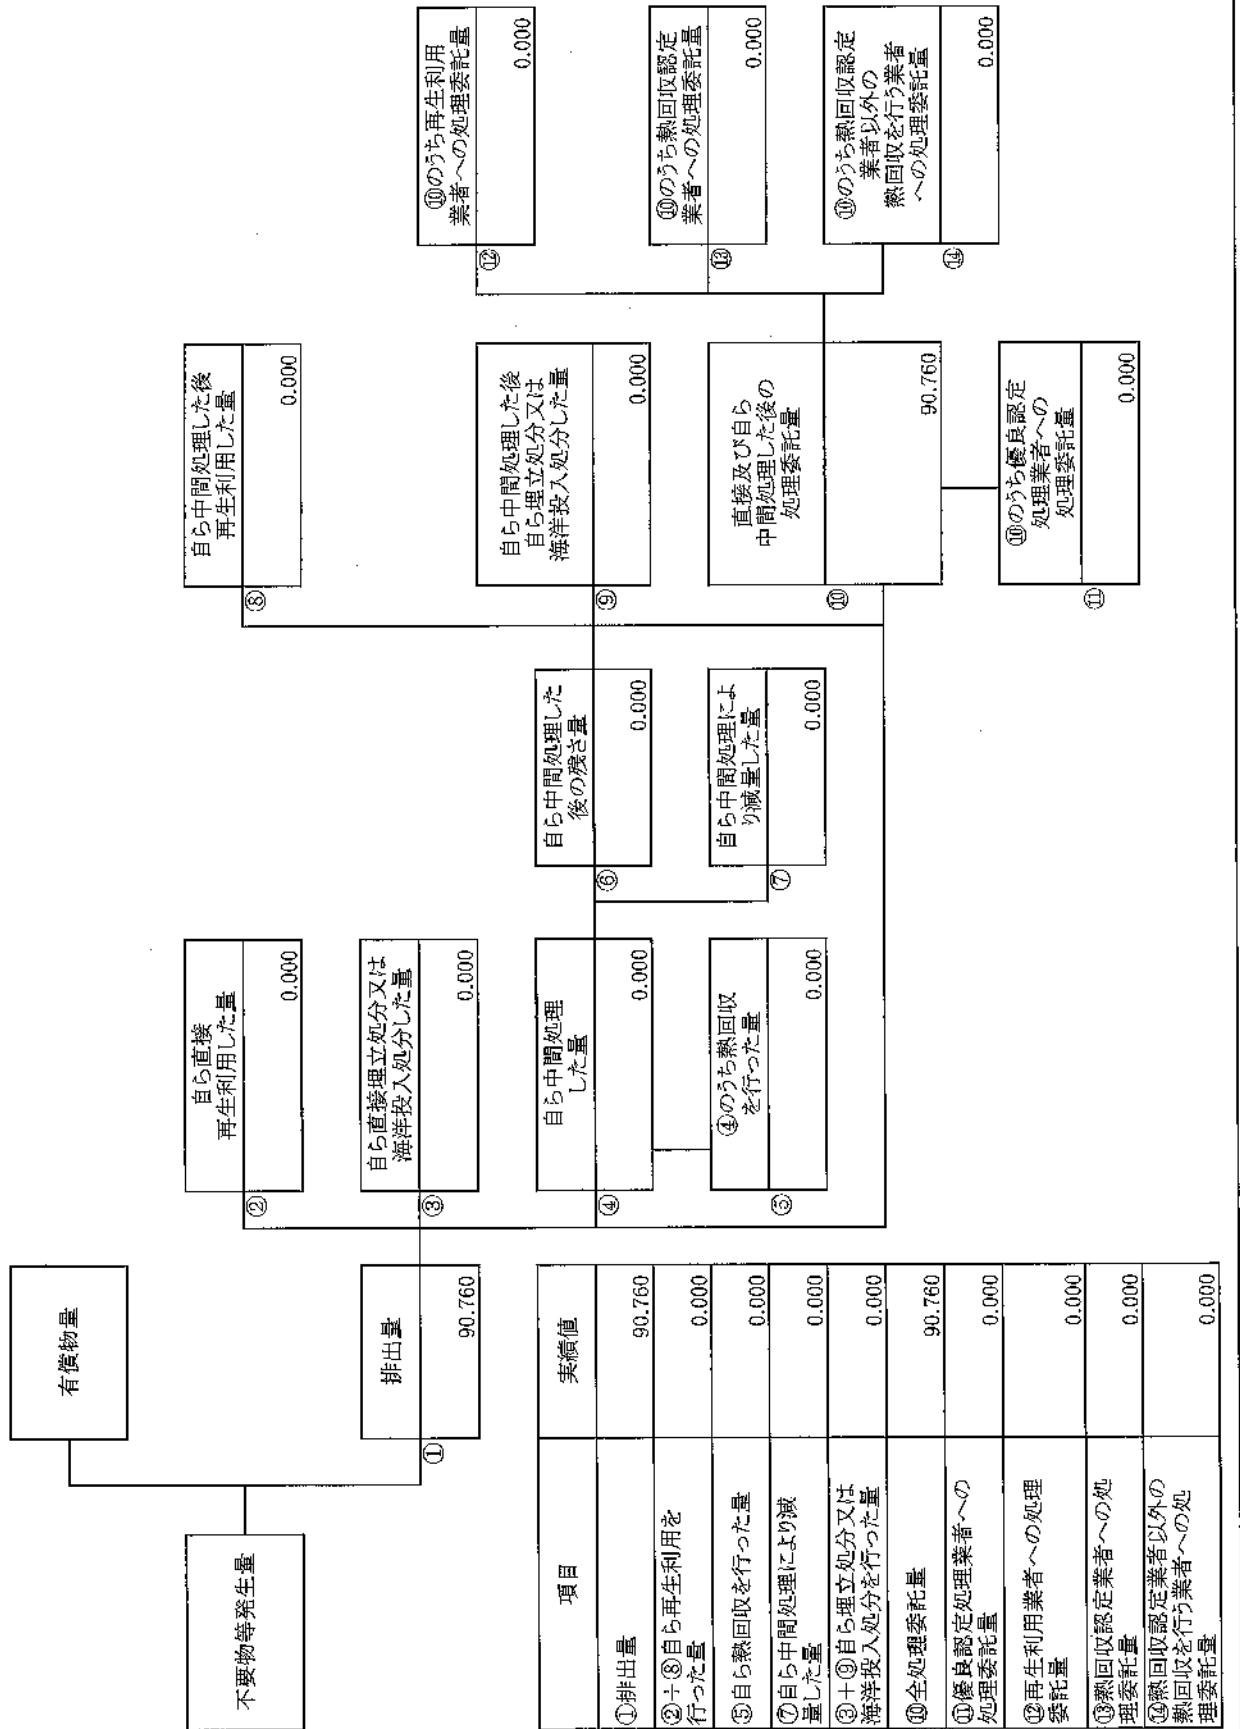 不要物等発生量
有償物量
①
排出量
90.760
②
自ら直接
再生利用した量
0.000
③
自ら直接埋立処分又は
海洋投入処分した量
0.000
④
自ら中間処理
した量
0.000
⑤
④のうち熱回収
を行った量
0.000
⑥
自ら中間処理した
後の残さ量
0.000
⑦
自ら中間処理によ
り減量した量
0.000
⑧
自ら中間処理した後
再生利用した量
0.000
⑨
自ら中間処理した後
自ら埋立処分又は
海洋投入処分した量
0.000
⑩
直接及び自ら
中間処理した後の
処理委託量
90.760
⑪
⑩のうち優良認定
処理業者への
処理委託量
0.000
⑫
⑩のうち再生利用
業者への処理委託量
0.000
⑬
⑩のうち熱回収認定
業者への処理委託量
0.000
⑭
⑩のうち熱回収認定
業者以外の
熱回収を行う業者
への処理委託量
0.000
項目
実績値
①排出量
90.760
②+⑧自ら再生利用を
行った量
0.000
⑤自ら熱回収を行った量
0.000
⑦自ら中間処理により減
量した量
0.000
③+⑨自ら埋立処分又は
海洋投入処分を行った量
0.000
⑩全処理委託量
90.760
⑪優良認定処理業者への
処理委託量
0.000
⑫再生利用業者への処理
委託量
0.000
⑬熱回収認定業者への処
理委託量
0.000
⑭熱回収認定業者以外の
熱回収を行う業者への処
理委託量
0.000